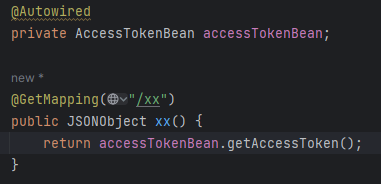 @Autowired
private AccessTokenBean accessTokenBean;
new *
@GetMapping("/xx")
public JSONObject xx() {
return accessTokenBean.getAccessToken();
}